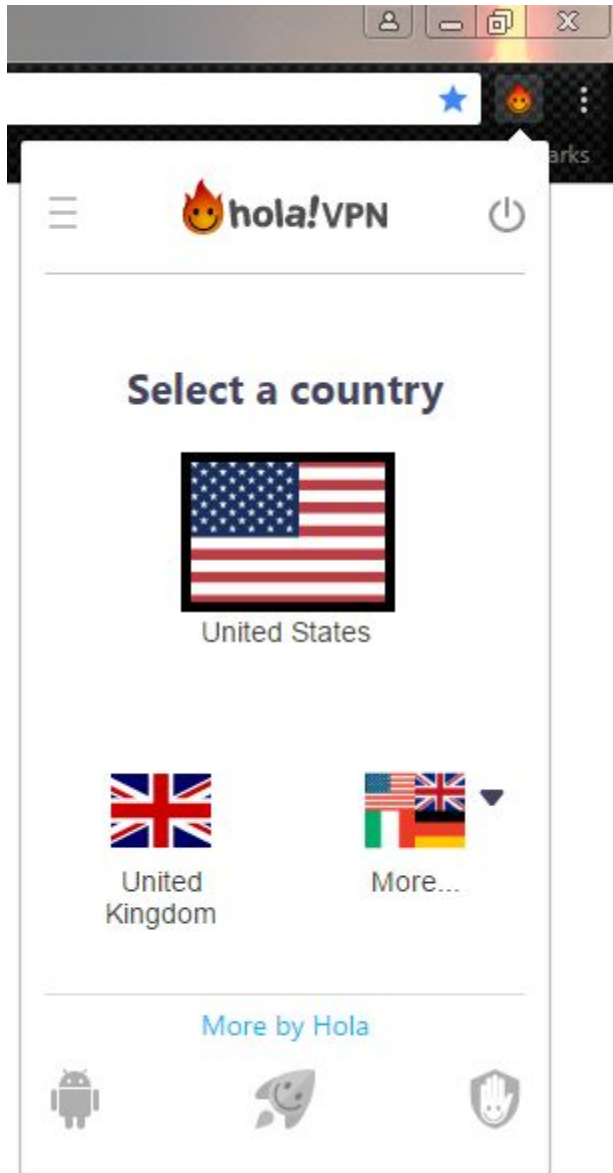 arks
hola!VPN
Select a country
United States
United
Kingdom
More...
More by Hola